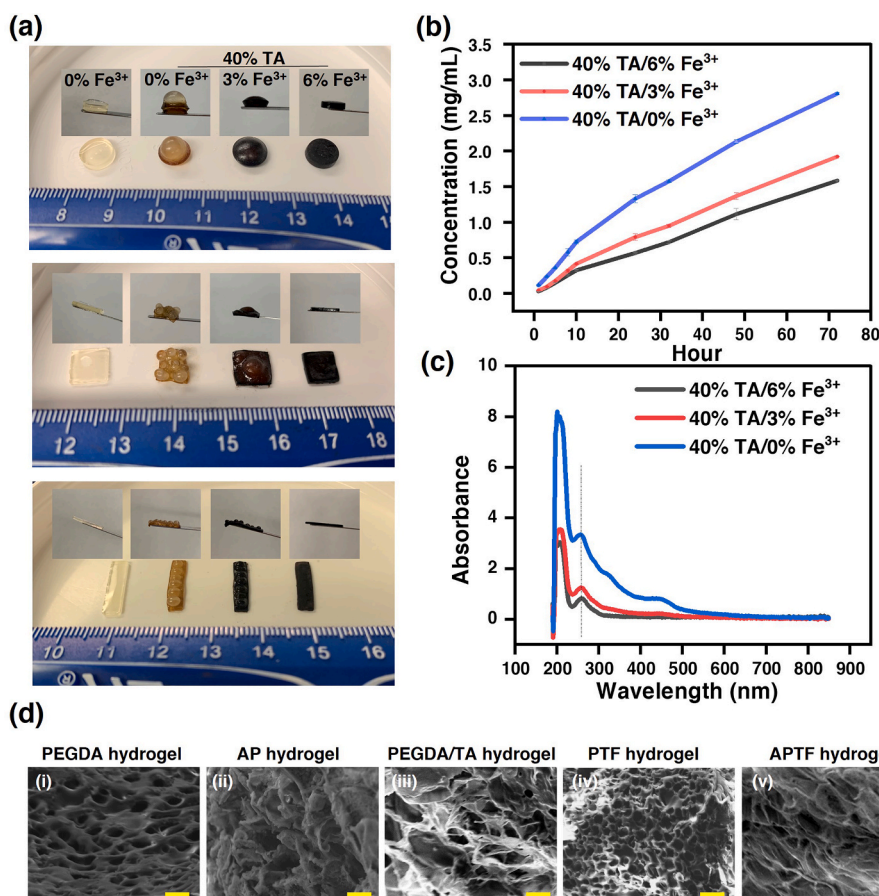 (a)
40% TA
0% Fe³⁺ 0% Fe³⁺ 3% Fe³⁺ 6% Fe³⁺
8 9 10 11 12 13 14
12 13 14 15 16 17 18
10 11 12 13 14 15 16
(b)
Concentration (mg/mL)
3.5
3.0
2.5
2.0
1.5
1.0
0.5
0.0
40% TA/6% Fe³⁺
40% TA/3% Fe³⁺
40% TA/0% Fe³⁺
0 10 20 30 40 50 60 70 80
Hour
(c)
Absorbance
10
8
6
4
2
0
40% TA/6% Fe³⁺
40% TA/3% Fe³⁺
40% TA/0% Fe³⁺
100 200 300 400 500 600 700 800 900
Wavelength (nm)
(d)
PEGDA hydrogel AP hydrogel PEGDA/TA hydrogel PTF hydrogel APTF hydrog
(i) (ii) (iii) (iv) (v)